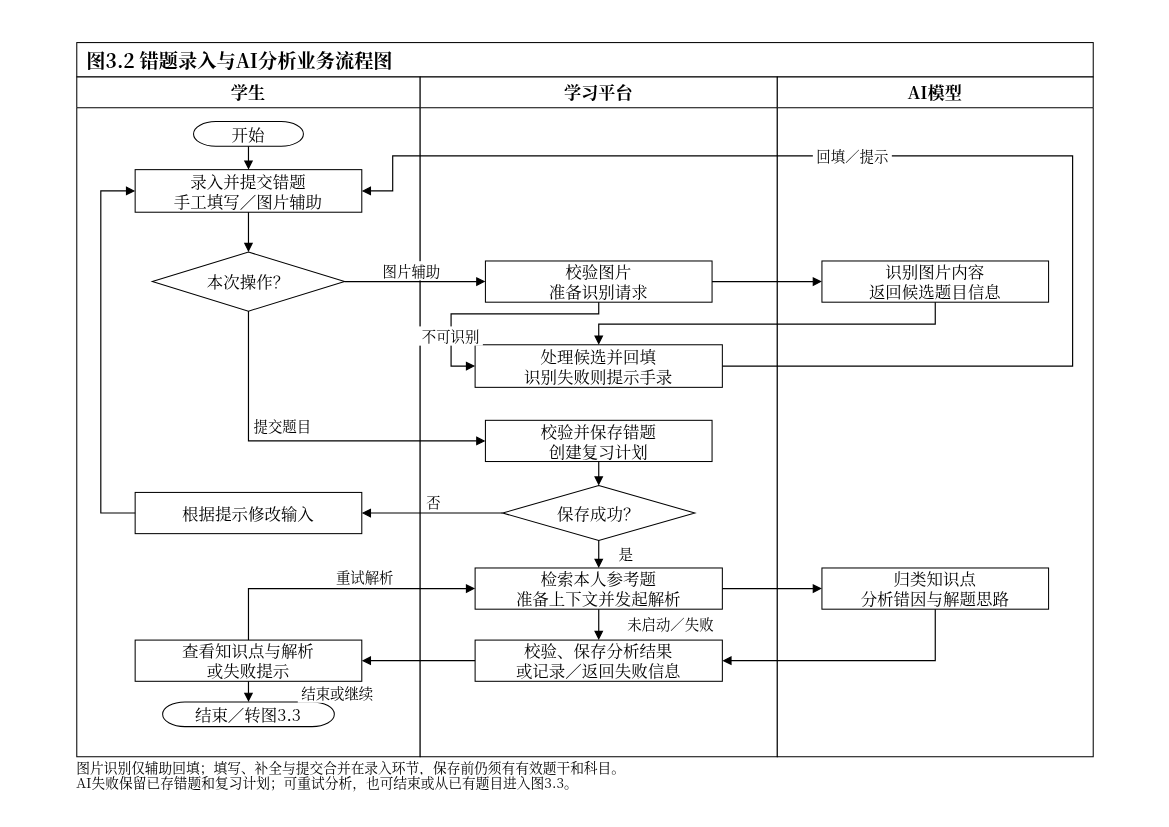 图3.2 错题录入与AI分析业务流程图
学生
学习平台
AI模型
开始
回填／提示
录入并提交错题
手工填写／图片辅助
本次操作？
图片辅助
校验图片
准备识别请求
识别图片内容
返回候选题目信息
不可识别
处理候选并回填
识别失败则提示手录
提交题目
校验并保存错题
创建复习计划
根据提示修改输入
否
保存成功？
是
重试解析
检索本人参考题
准备上下文并发起解析
归类知识点
分析错因与解题思路
未启动／失败
查看知识点与解析
或失败提示
校验、保存分析结果
或记录／返回失败信息
结束或继续
结束／转图3.3
图片识别仅辅助回填；填写、补全与提交合并在录入环节，保存前仍须有有效题干和科目。
AI失败保留已存错题和复习计划；可重试分析，也可结束或从已有题目进入图3.3。